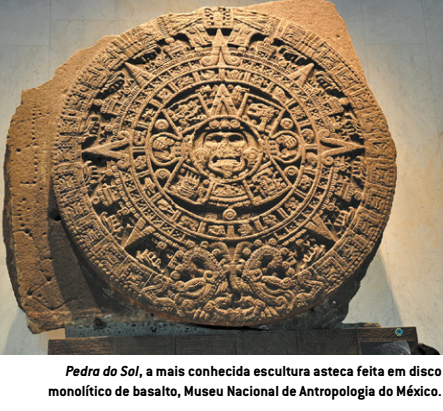 Pedra do Sol, a mais conhecida escultura asteca feita em disco
monolítico de basalto, Museu Nacional de Antropologia do México.